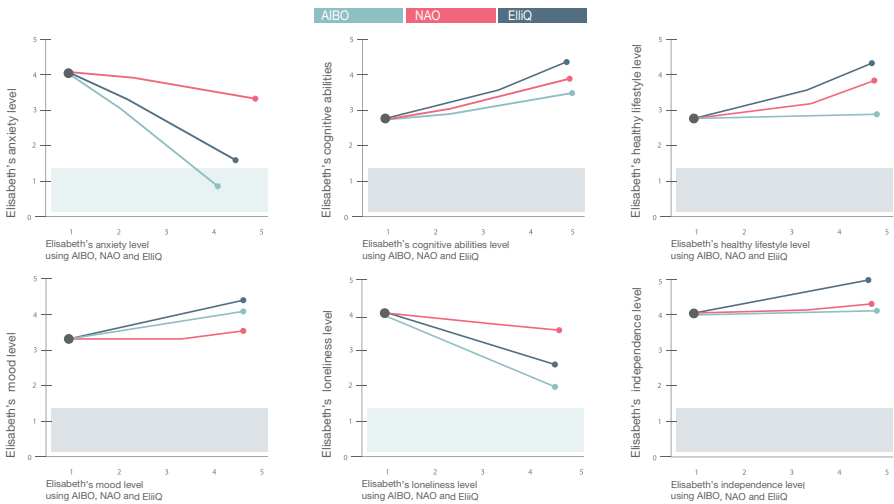 AIBO NAO ElliQ
Elisabeth's anxiety level
5
4
3
2
1
0
1 2 3 4 5
Elisabeth's anxiety level
using AIBO, NAO and ElliQ
Elisabeth's cognitive abilities
5
4
3
2
1
0
1 2 3 4 5
Elisabeth's cognitive abilities level
using AIBO, NAO and ElliQ
Elisabeth's healthy lifestyle level
5
4
3
2
1
0
1 2 3 4 5
Elisabeth's healthy lifestyle level
using AIBO, NAO and ElliQ
Elisabeth's mood level
5
4
3
2
1
0
1 2 3 4 5
Elisabeth's mood level
using AIBO, NAO and ElliQ
Elisabeth's loneliness level
5
4
3
2
1
0
1 2 3 4 5
Elisabeth's loneliness level
using AIBO, NAO and ElliQ
Elisabeth's independence level
5
4
3
2
1
0
1 2 3 4 5
Elisabeth's independence level
using AIBO, NAO and ElliQ